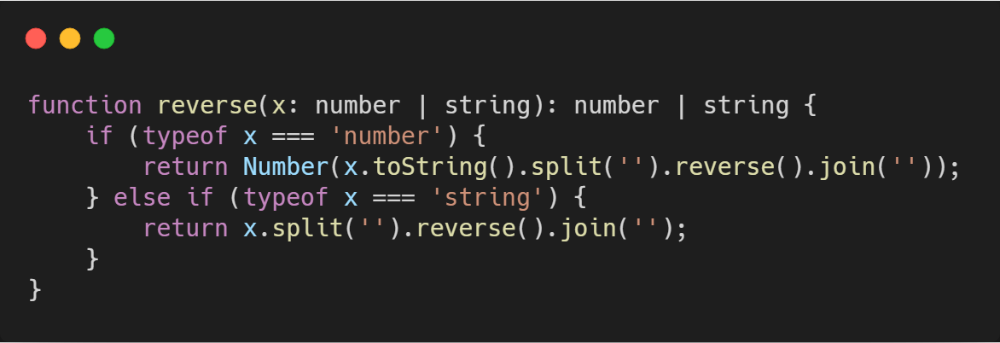 function reverse(x: number | string): number | string {
    if (typeof x === 'number') {
        return Number(x.toString().split('').reverse().join(''));
    } else if (typeof x === 'string') {
        return x.split('').reverse().join('');
    }
}